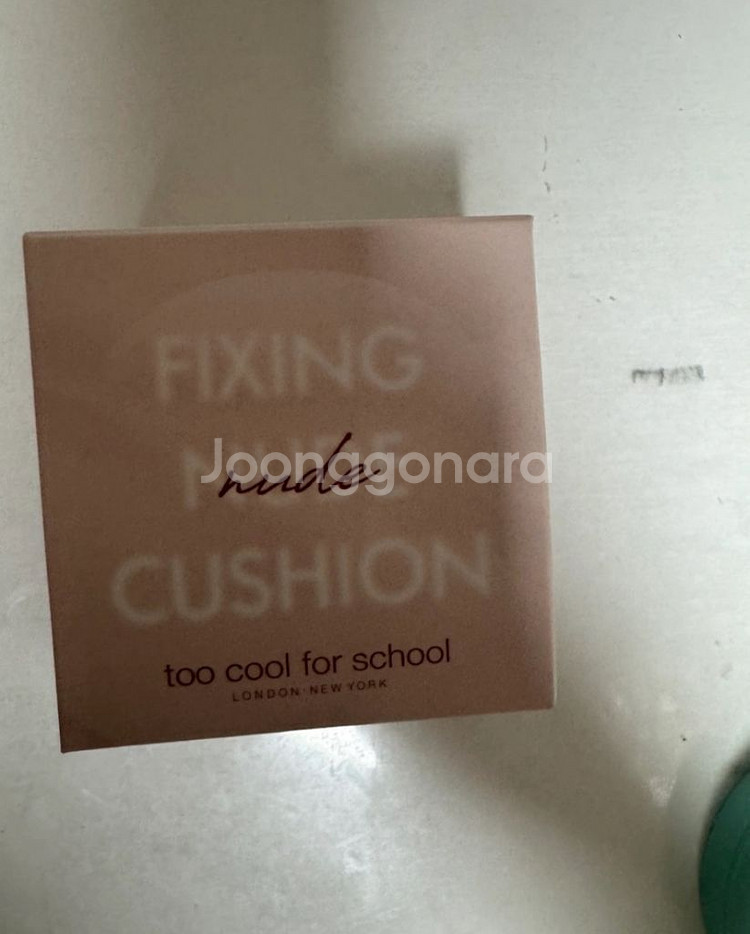 FIXING
NUDE
nude
Joonggonara
CUSHION
too cool for school
LONDON·NEW YORK